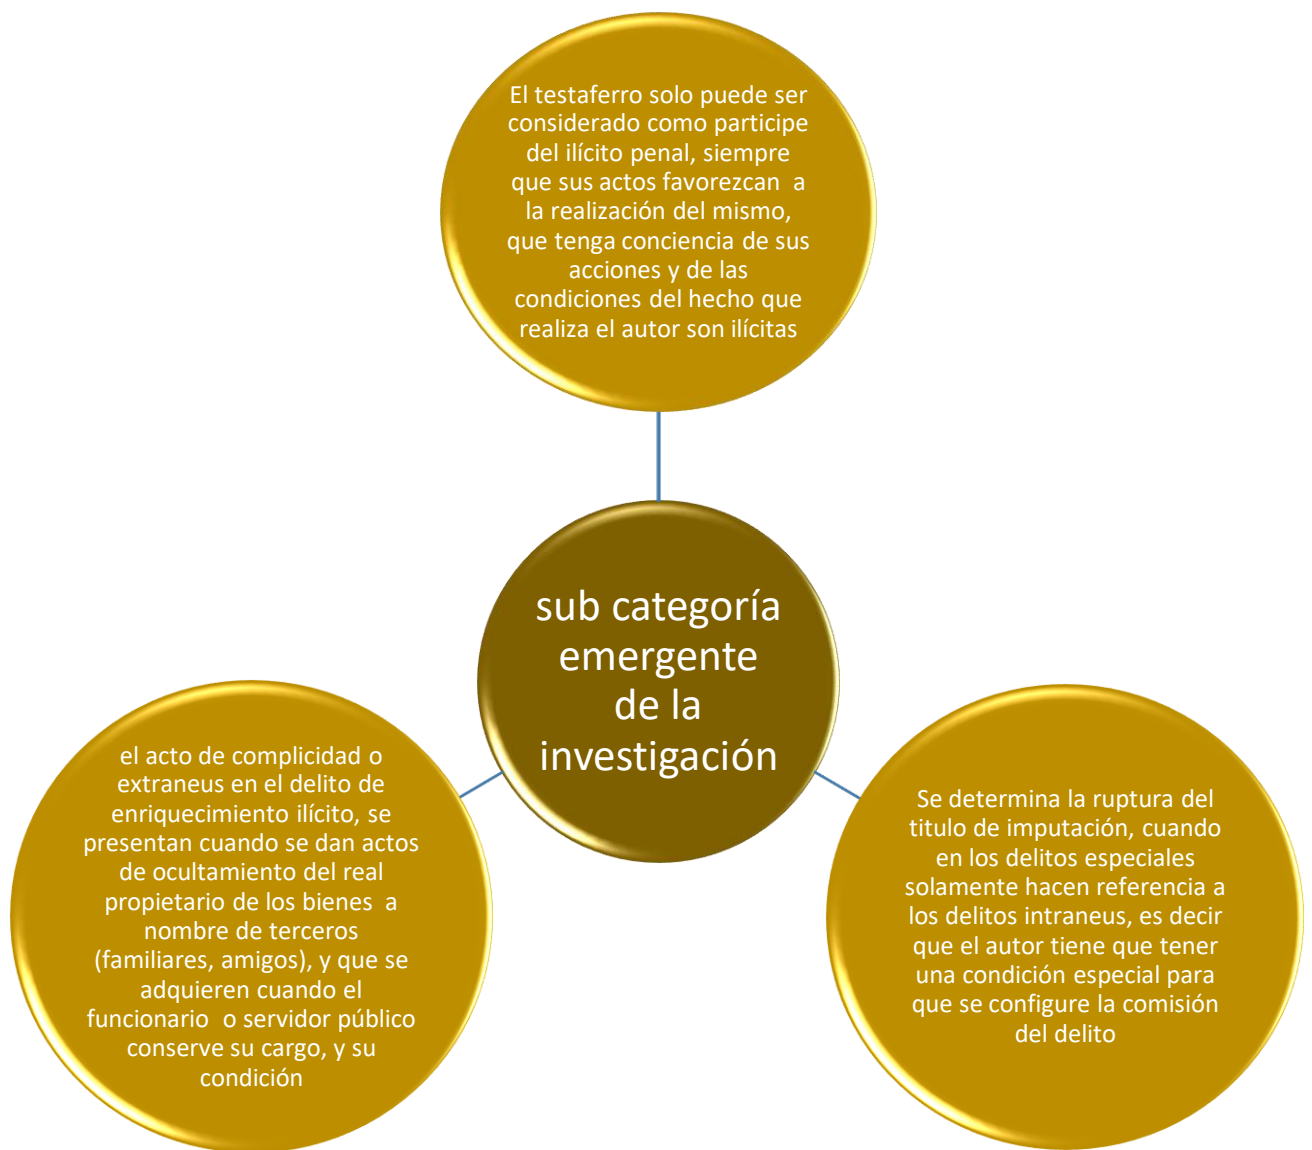 El testaferro solo puede ser
considerado como participe
del ilícito penal, siempre
que sus actos favorezcan  a
la realización del mismo,
que tenga conciencia de sus
acciones y de las
condiciones del hecho que
realiza el autor son ilícitas
sub categoría
emergente
de la
investigación
el acto de complicidad o
extraneus en el delito de
enriquecimiento ilícito, se
presentan cuando se dan actos
de ocultamiento del real
propietario de los bienes  a
nombre de terceros
(familiares, amigos), y que se
adquieren cuando el
funcionario  o servidor público
conserve su cargo, y su
condición
Se determina la ruptura del
titulo de imputación, cuando
en los delitos especiales
solamente hacen referencia a
los delitos intraneus, es decir
que el autor tiene que tener
una condición especial para
que se configure la comisión
del delito